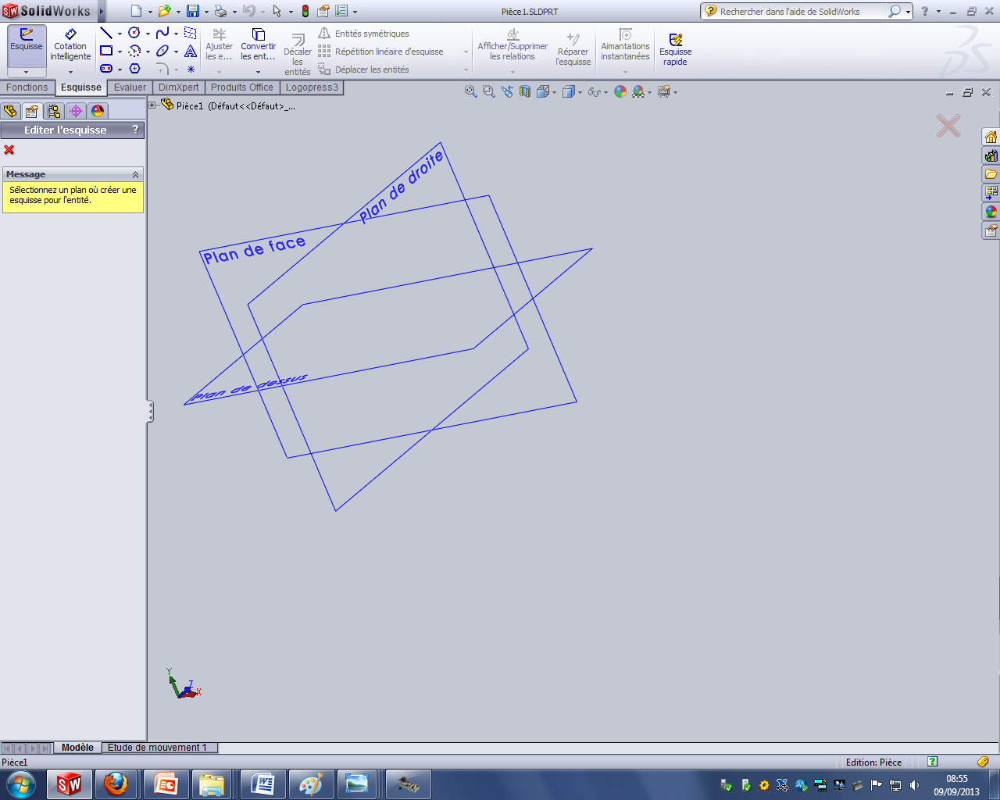 SolidWorks
Pièce1.SLDPRT
Rechercher dans l'aide de SolidWorks
Esquisse
Cotation intelligente
Ajuster les e...
Convertir les ent...
Décaler les entités
Entités symétriques
Répétition linéaire d'esquisse
Déplacer les entités
Afficher/Supprimer les relations
Réparer l'esquisse
Aimantations instantanées
Esquisse rapide
Fonctions
Esquisse
Evaluer
DimXpert
Produits Office
Logopress3
Pièce1 (Défaut<<Défaut>_...
Editer l'esquisse
?
Message
Sélectionnez un plan où créer une
esquisse pour l'entité.
Plan de droite
Plan de face
Plan de dessus
Y
Z
X
Modèle
Etude de mouvement 1
Pièce1
Edition: Pièce
08:55
09/09/2013